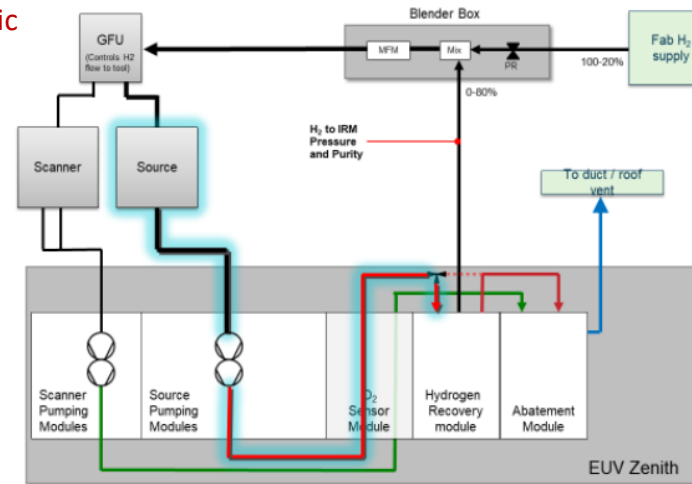 ic
Blender Box
GFU
(Controls H2
flow to tool)
MFM
Mix
PR
Fab H₂
supply
100-20%
0-80%
H₂ to IRM
Pressure
and Purity
Scanner
Source
To duct / roof
vent
Scanner
Pumping
Modules
Source
Pumping
Modules
O₂
Sensor
Module
Hydrogen
Recovery
module
Abatement
Module
EUV Zenith